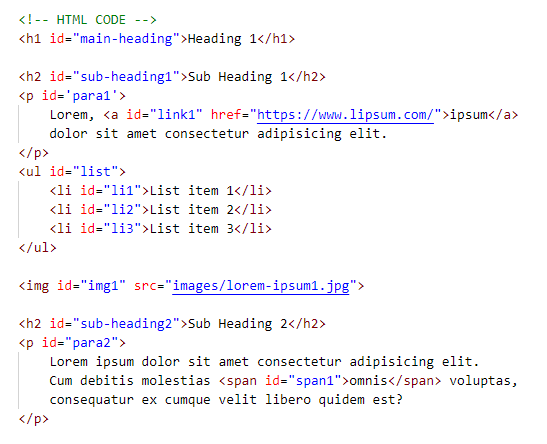 <!-- HTML CODE -->
<h1 id="main-heading">Heading 1</h1>
<h2 id="sub-heading1">Sub Heading 1</h2>
<p id='para1'>
Lorem, <a id="link1" href="https://www.lipsum.com/">ipsum</a>
dolor sit amet consectetur adipisicing elit.
</p>
<ul id="list">
<li id="li1">List item 1</li>
<li id="li2">List item 2</li>
<li id="li3">List item 3</li>
</ul>
<img id="img1" src="images/lorem-ipsum1.jpg">
<h2 id="sub-heading2">Sub Heading 2</h2>
<p id="para2">
Lorem ipsum dolor sit amet consectetur adipisicing elit.
Cum debitis molestias <span id="span1">omnis</span> voluptas,
consequatur ex cumque velit libero quidem est?
</p>